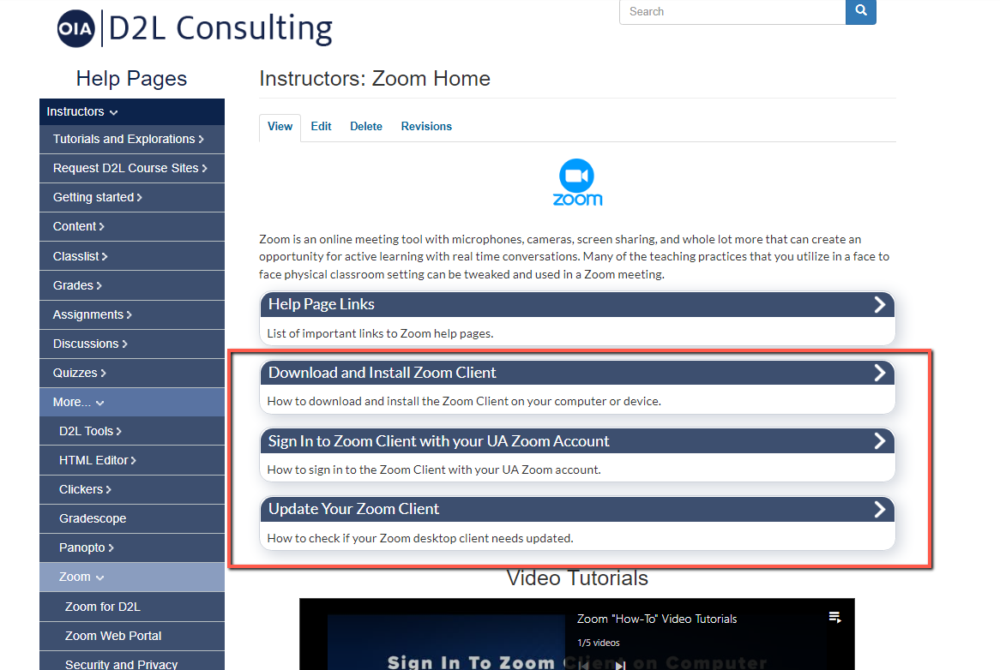 OIA D2L Consulting
Search
Help Pages
Instructors
Tutorials and Explorations
Request D2L Course Sites
Getting started
Content
Classlist
Grades
Assignments
Discussions
Quizzes
More...
D2L Tools
HTML Editor
Clickers
Gradescope
Panopto
Zoom
Zoom for D2L
Zoom Web Portal
Security and Privacy
Instructors: Zoom Home
View Edit Delete Revisions
zoom
Zoom is an online meeting tool with microphones, cameras, screen sharing, and whole lot more that can create an
opportunity for active learning with real time conversations. Many of the teaching practices that you utilize in a face to
face physical classroom setting can be tweaked and used in a Zoom meeting.
Help Page Links
List of important links to Zoom help pages.
Download and Install Zoom Client
How to download and install the Zoom Client on your computer or device.
Sign In to Zoom Client with your UA Zoom Account
How to sign in to the Zoom Client with your UA Zoom account.
Update Your Zoom Client
How to check if your Zoom desktop client needs updated.
Video Tutorials
Zoom "How-To" Video Tutorials
1/5 videos
Sign In To Zoom Client on Computer